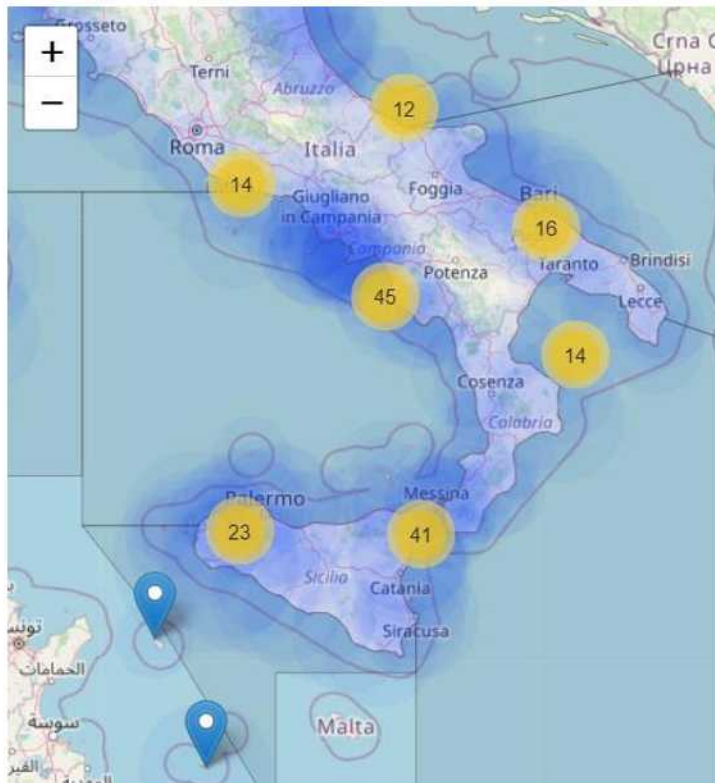 Grosseto
Crna G
Црна
+
Terni
Abruzzo
−
12
Roma
Italia
14
Foggia
Giugliano
in Campania
Bari
16
Campania
Potenza
Taranto
Brindisi
45
Lecce
14
Cosenza
Calabria
Palermo
Messina
23
41
Sicilia
Catania
Siracusa
تونس
الحمامات
Malta
سوسة